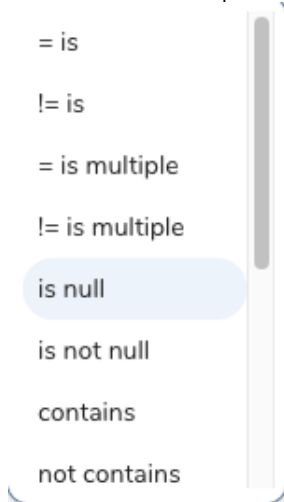 = is
!= is
= is multiple
!= is multiple
is null
is not null
contains
not contains